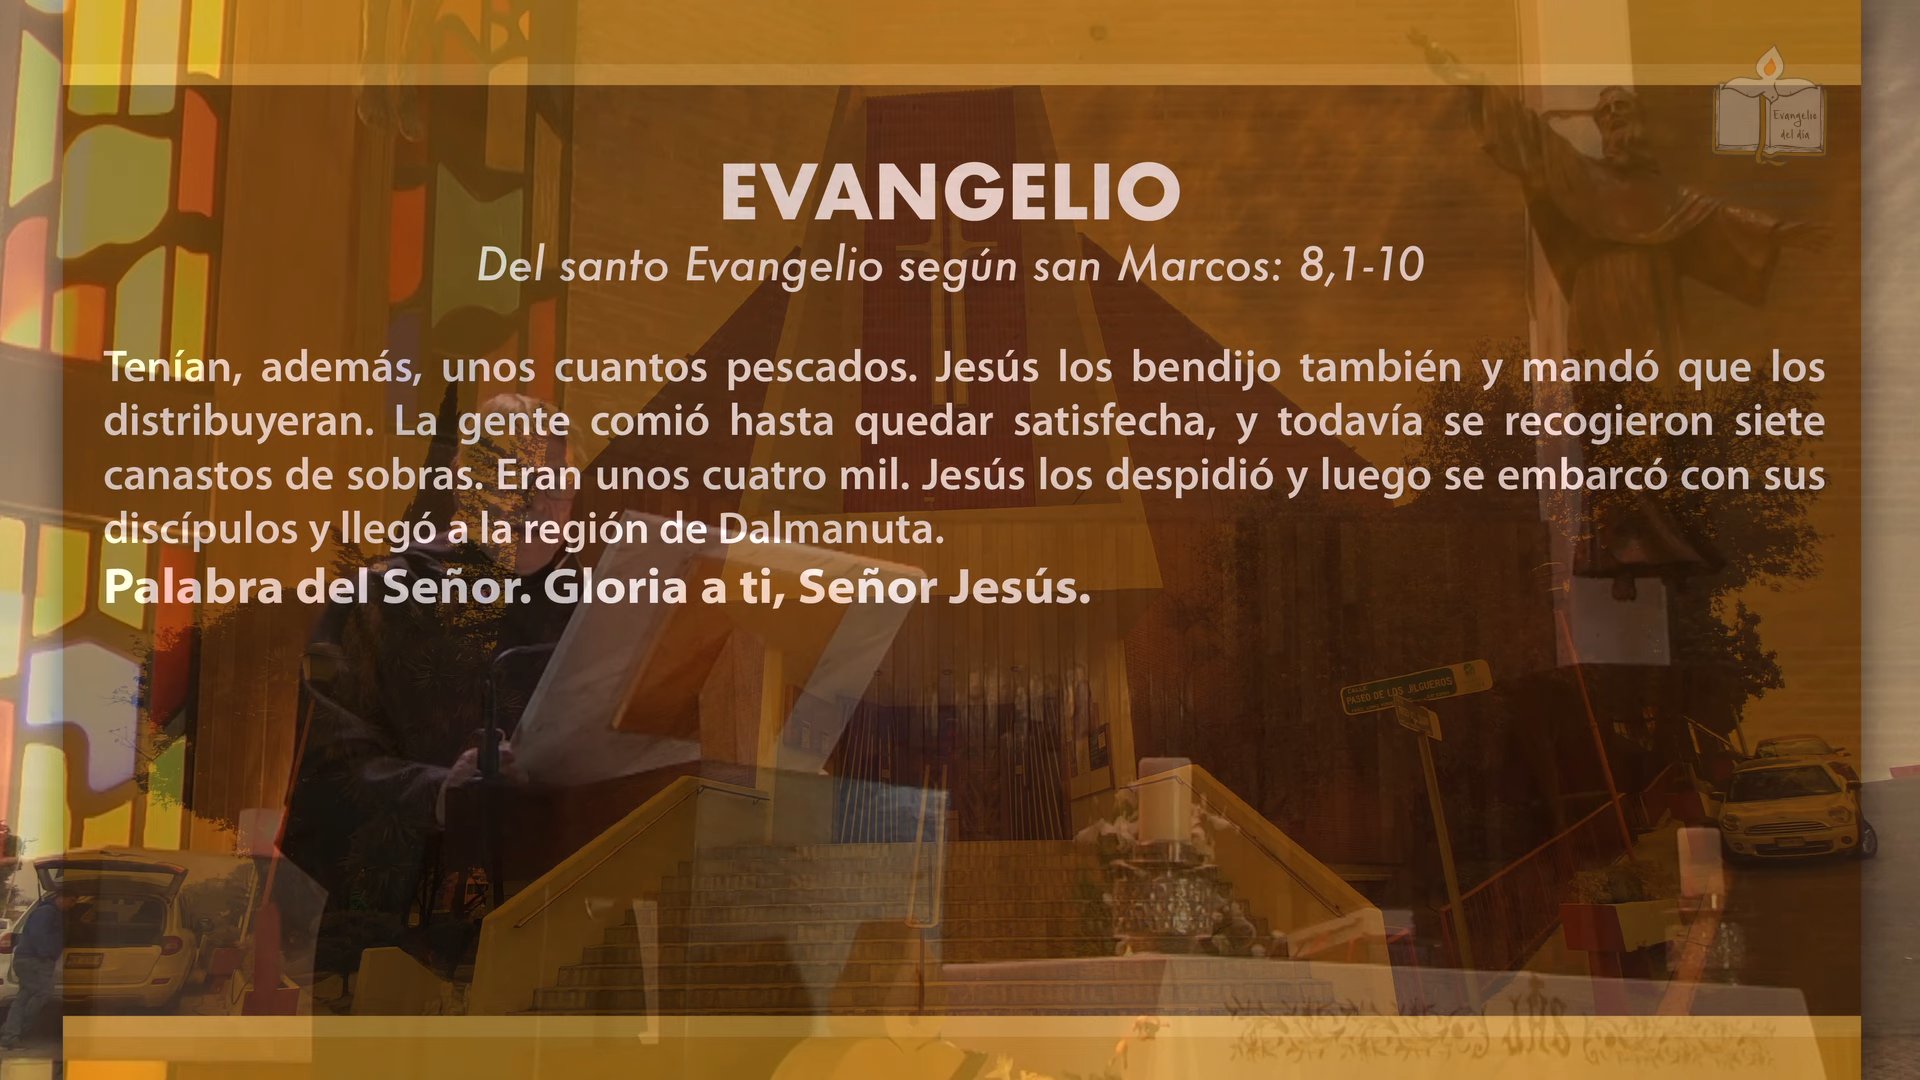 Evangelio
del día
EVANGELIO
Del santo Evangelio según san Marcos: 8,1-10
Tenían, además, unos cuantos pescados. Jesús los bendijo también y mandó que los
distribuyeran. La gente comió hasta quedar satisfecha, y todavía se recogieron siete
canastos de sobras. Eran unos cuatro mil. Jesús los despidió y luego se embarcó con sus
discípulos y llegó a la región de Dalmanuta.
Palabra del Señor. Gloria a ti, Señor Jesús.
CALLE
PASEO DE LOS JILGUEROS
JHS